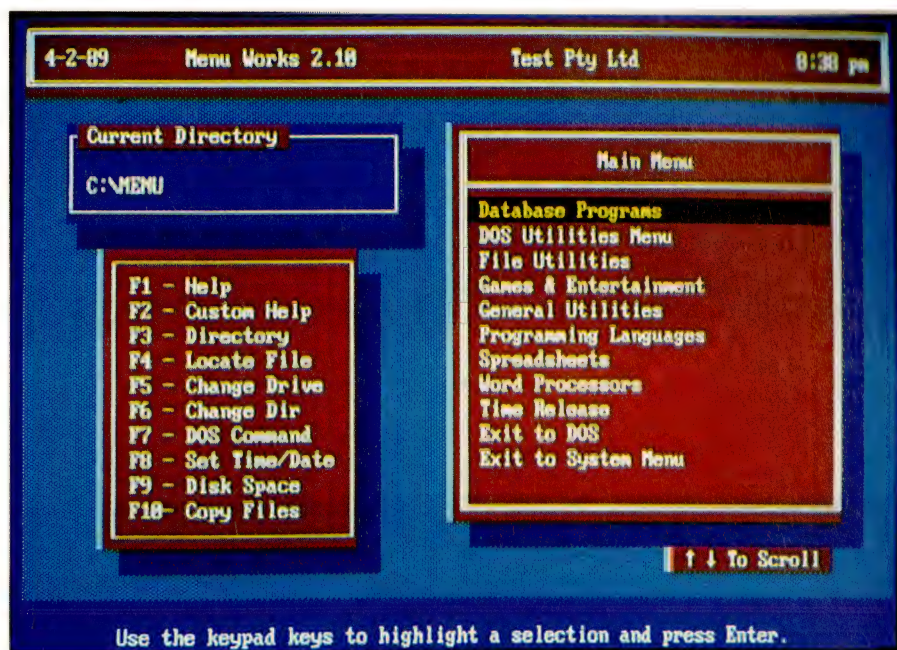 4-2-89 Menu Works 2.10 Test Pty Ltd 8:30 pm
Current Directory
C:\MENU
F1 - Help
F2 - Custom Help
F3 - Directory
F4 - Locate File
F5 - Change Drive
F6 - Change Dir
F7 - DOS Command
F8 - Set Time/Date
F9 - Disk Space
F10- Copy Files
Main Menu
Database Programs
DOS Utilities Menu
File Utilities
Games & Entertainment
General Utilities
Programming Languages
Spreadsheets
Word Processors
Time Release
Exit to DOS
Exit to System Menu
↑ ↓ To Scroll
Use the keypad keys to highlight a selection and press Enter.